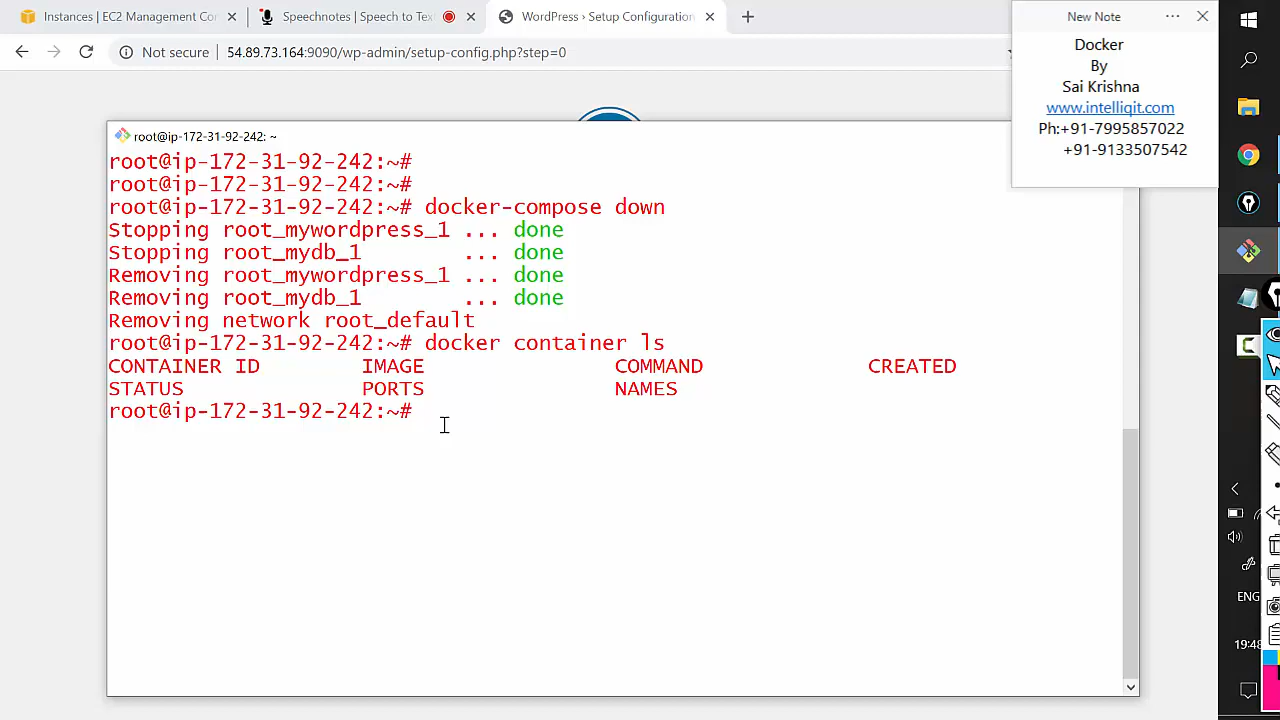 Instances | EC2 Management Con
Speechnotes | Speech to Text
WordPress › Setup Configuration
Not secure
54.89.73.164:9090/wp-admin/setup-config.php?step=0
New Note
Docker
By
Sai Krishna
www.intelliqit.com
Ph:+91-7995857022
+91-9133507542
root@ip-172-31-92-242: ~
root@ip-172-31-92-242:~#
root@ip-172-31-92-242:~#
root@ip-172-31-92-242:~# docker-compose down
Stopping root_mywordpress_1 ... done
Stopping root_mydb_1 ... done
Removing root_mywordpress_1 ... done
Removing root_mydb_1 ... done
Removing network root_default
root@ip-172-31-92-242:~# docker container ls
CONTAINER ID IMAGE COMMAND CREATED
STATUS PORTS NAMES
root@ip-172-31-92-242:~#
ENG
19:48